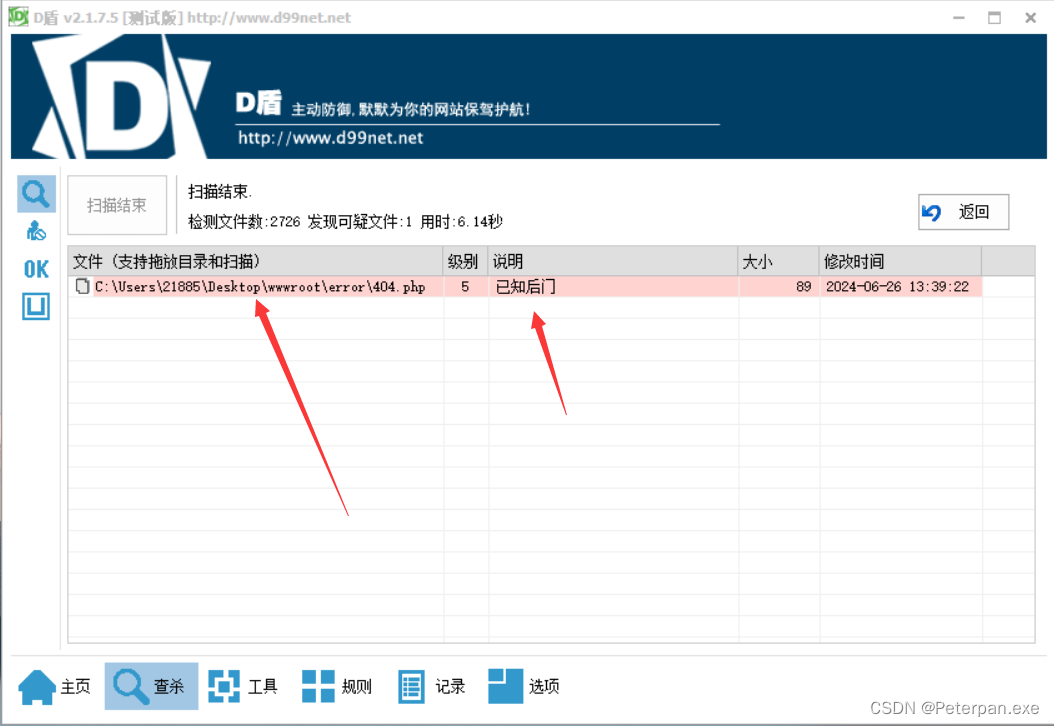 D盾 v2.1.7.5 [测试版] http://www.d99net.net
D盾 主动防御,默默为你的网站保驾护航!
http://www.d99net.net
扫描结束
扫描结束.
检测文件数:2726 发现可疑文件:1 用时:6.14秒
返回
文件（支持拖放目录和扫描） 级别 说明 大小 修改时间
C:\Users\21885\Desktop\wwwroot\error\404.php 5 已知后门 89 2024-06-26 13:39:22
OK
主页 查杀 工具 规则 记录 选项
CSDN @Peterpan.exe